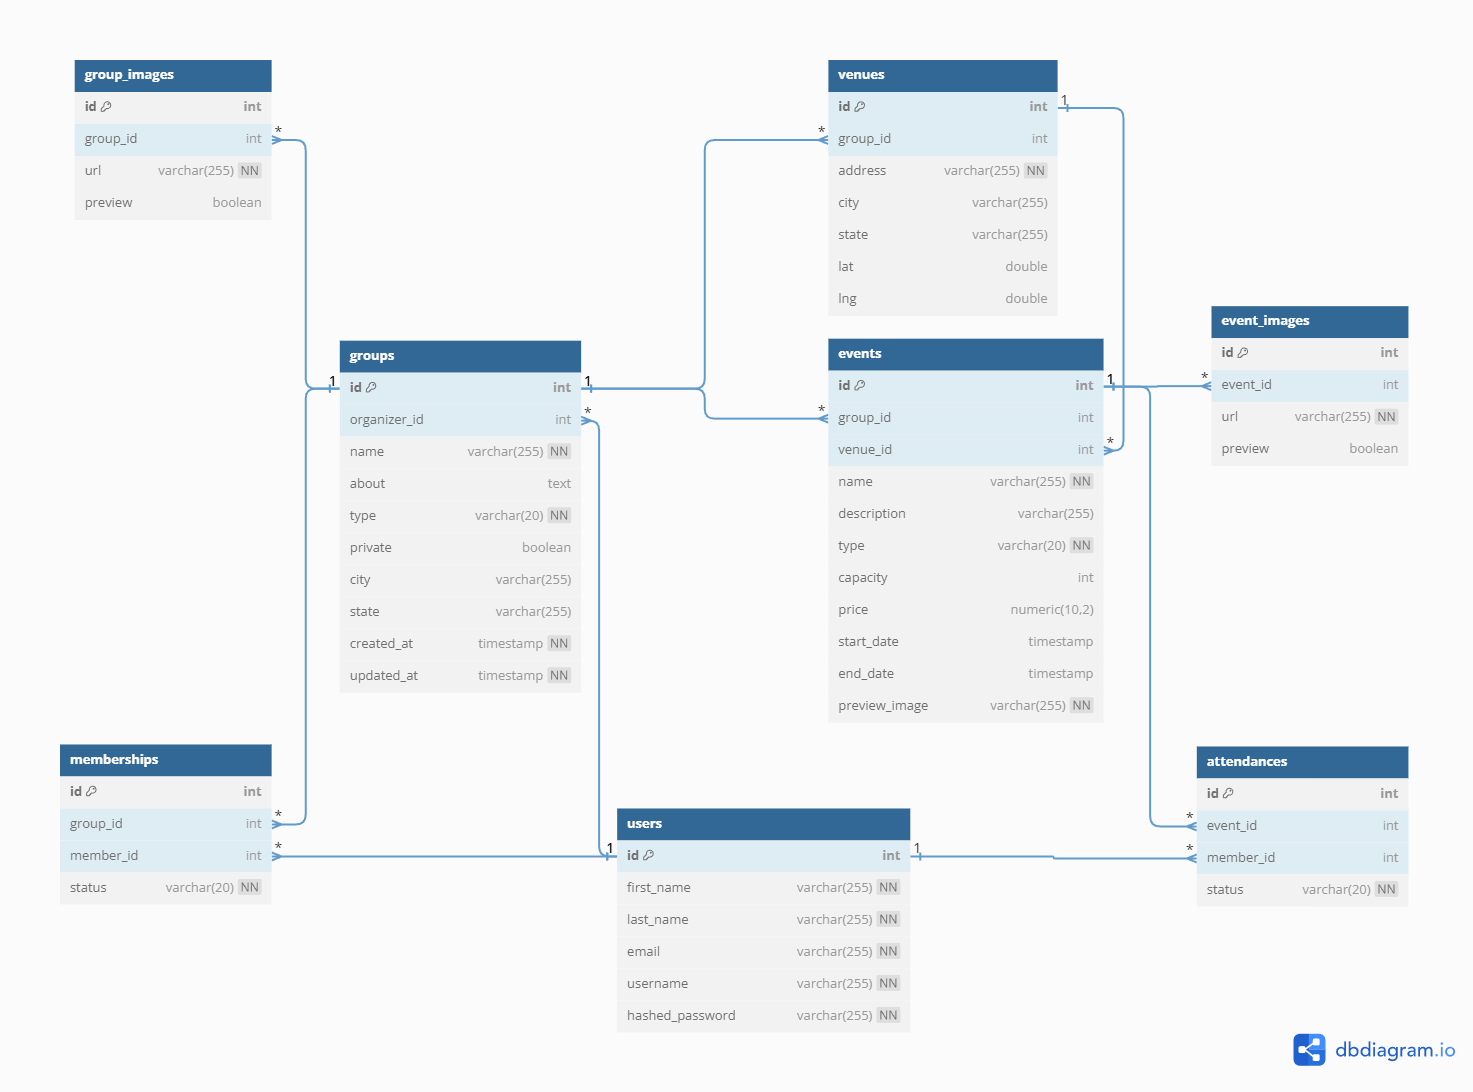 group_images
id int
group_id int
url varchar(255) NN
preview boolean
venues
id int
group_id int
address varchar(255) NN
city varchar(255)
state varchar(255)
lat double
lng double
event_images
id int
event_id int
url varchar(255) NN
preview boolean
groups
id int
organizer_id int
name varchar(255) NN
about text
type varchar(20) NN
private boolean
city varchar(255)
state varchar(255)
created_at timestamp NN
updated_at timestamp NN
events
id int
group_id int
venue_id int
name varchar(255) NN
description varchar(255)
type varchar(20) NN
capacity int
price numeric(10,2)
start_date timestamp
end_date timestamp
preview_image varchar(255) NN
memberships
id int
group_id int
member_id int
status varchar(20) NN
users
id int
first_name varchar(255) NN
last_name varchar(255) NN
email varchar(255) NN
username varchar(255) NN
hashed_password varchar(255) NN
attendances
id int
event_id int
member_id int
status varchar(20) NN
*
*
1
1
*
*
*
1
*
1
*
*
*
1
1
*
*
dbdiagram.io